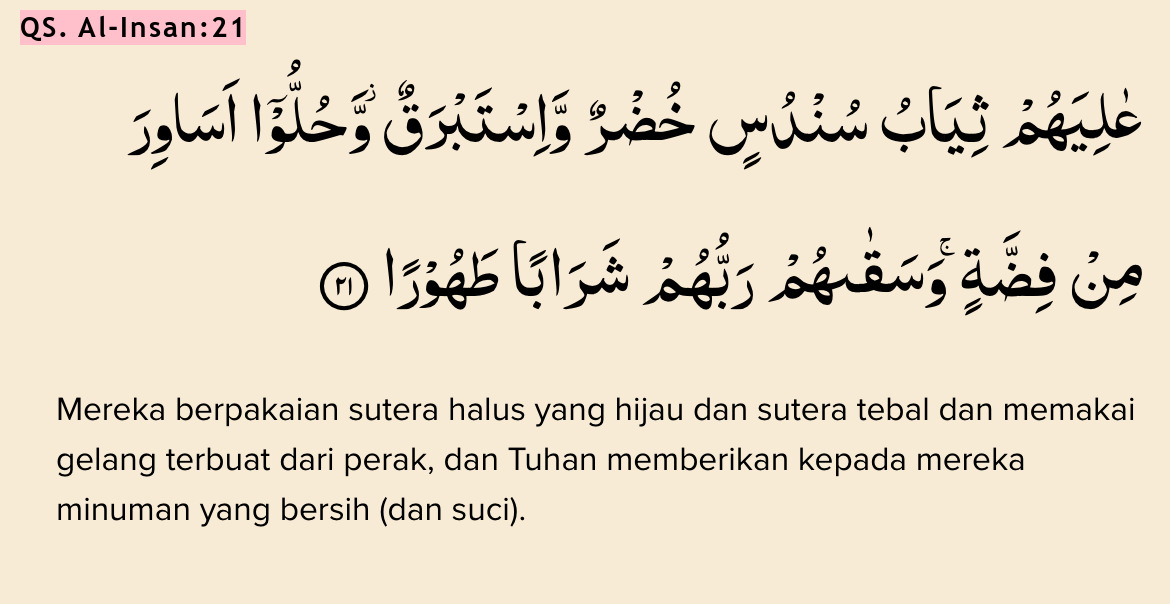 QS. Al-Insan:21
عٰلِيَهُمْ ثِيَابُ سُنْدُسٍ خُضْرٌ وَّاِسْتَبْرَقٌۖ وَّحُلُّوْٓا اَسَاوِرَ
مِنْ فِضَّةٍۚ وَسَقٰىهُمْ رَبُّهُمْ شَرَابًا طَهُوْرًا ٢١
Mereka berpakaian sutera halus yang hijau dan sutera tebal dan memakai
gelang terbuat dari perak, dan Tuhan memberikan kepada mereka
minuman yang bersih (dan suci).